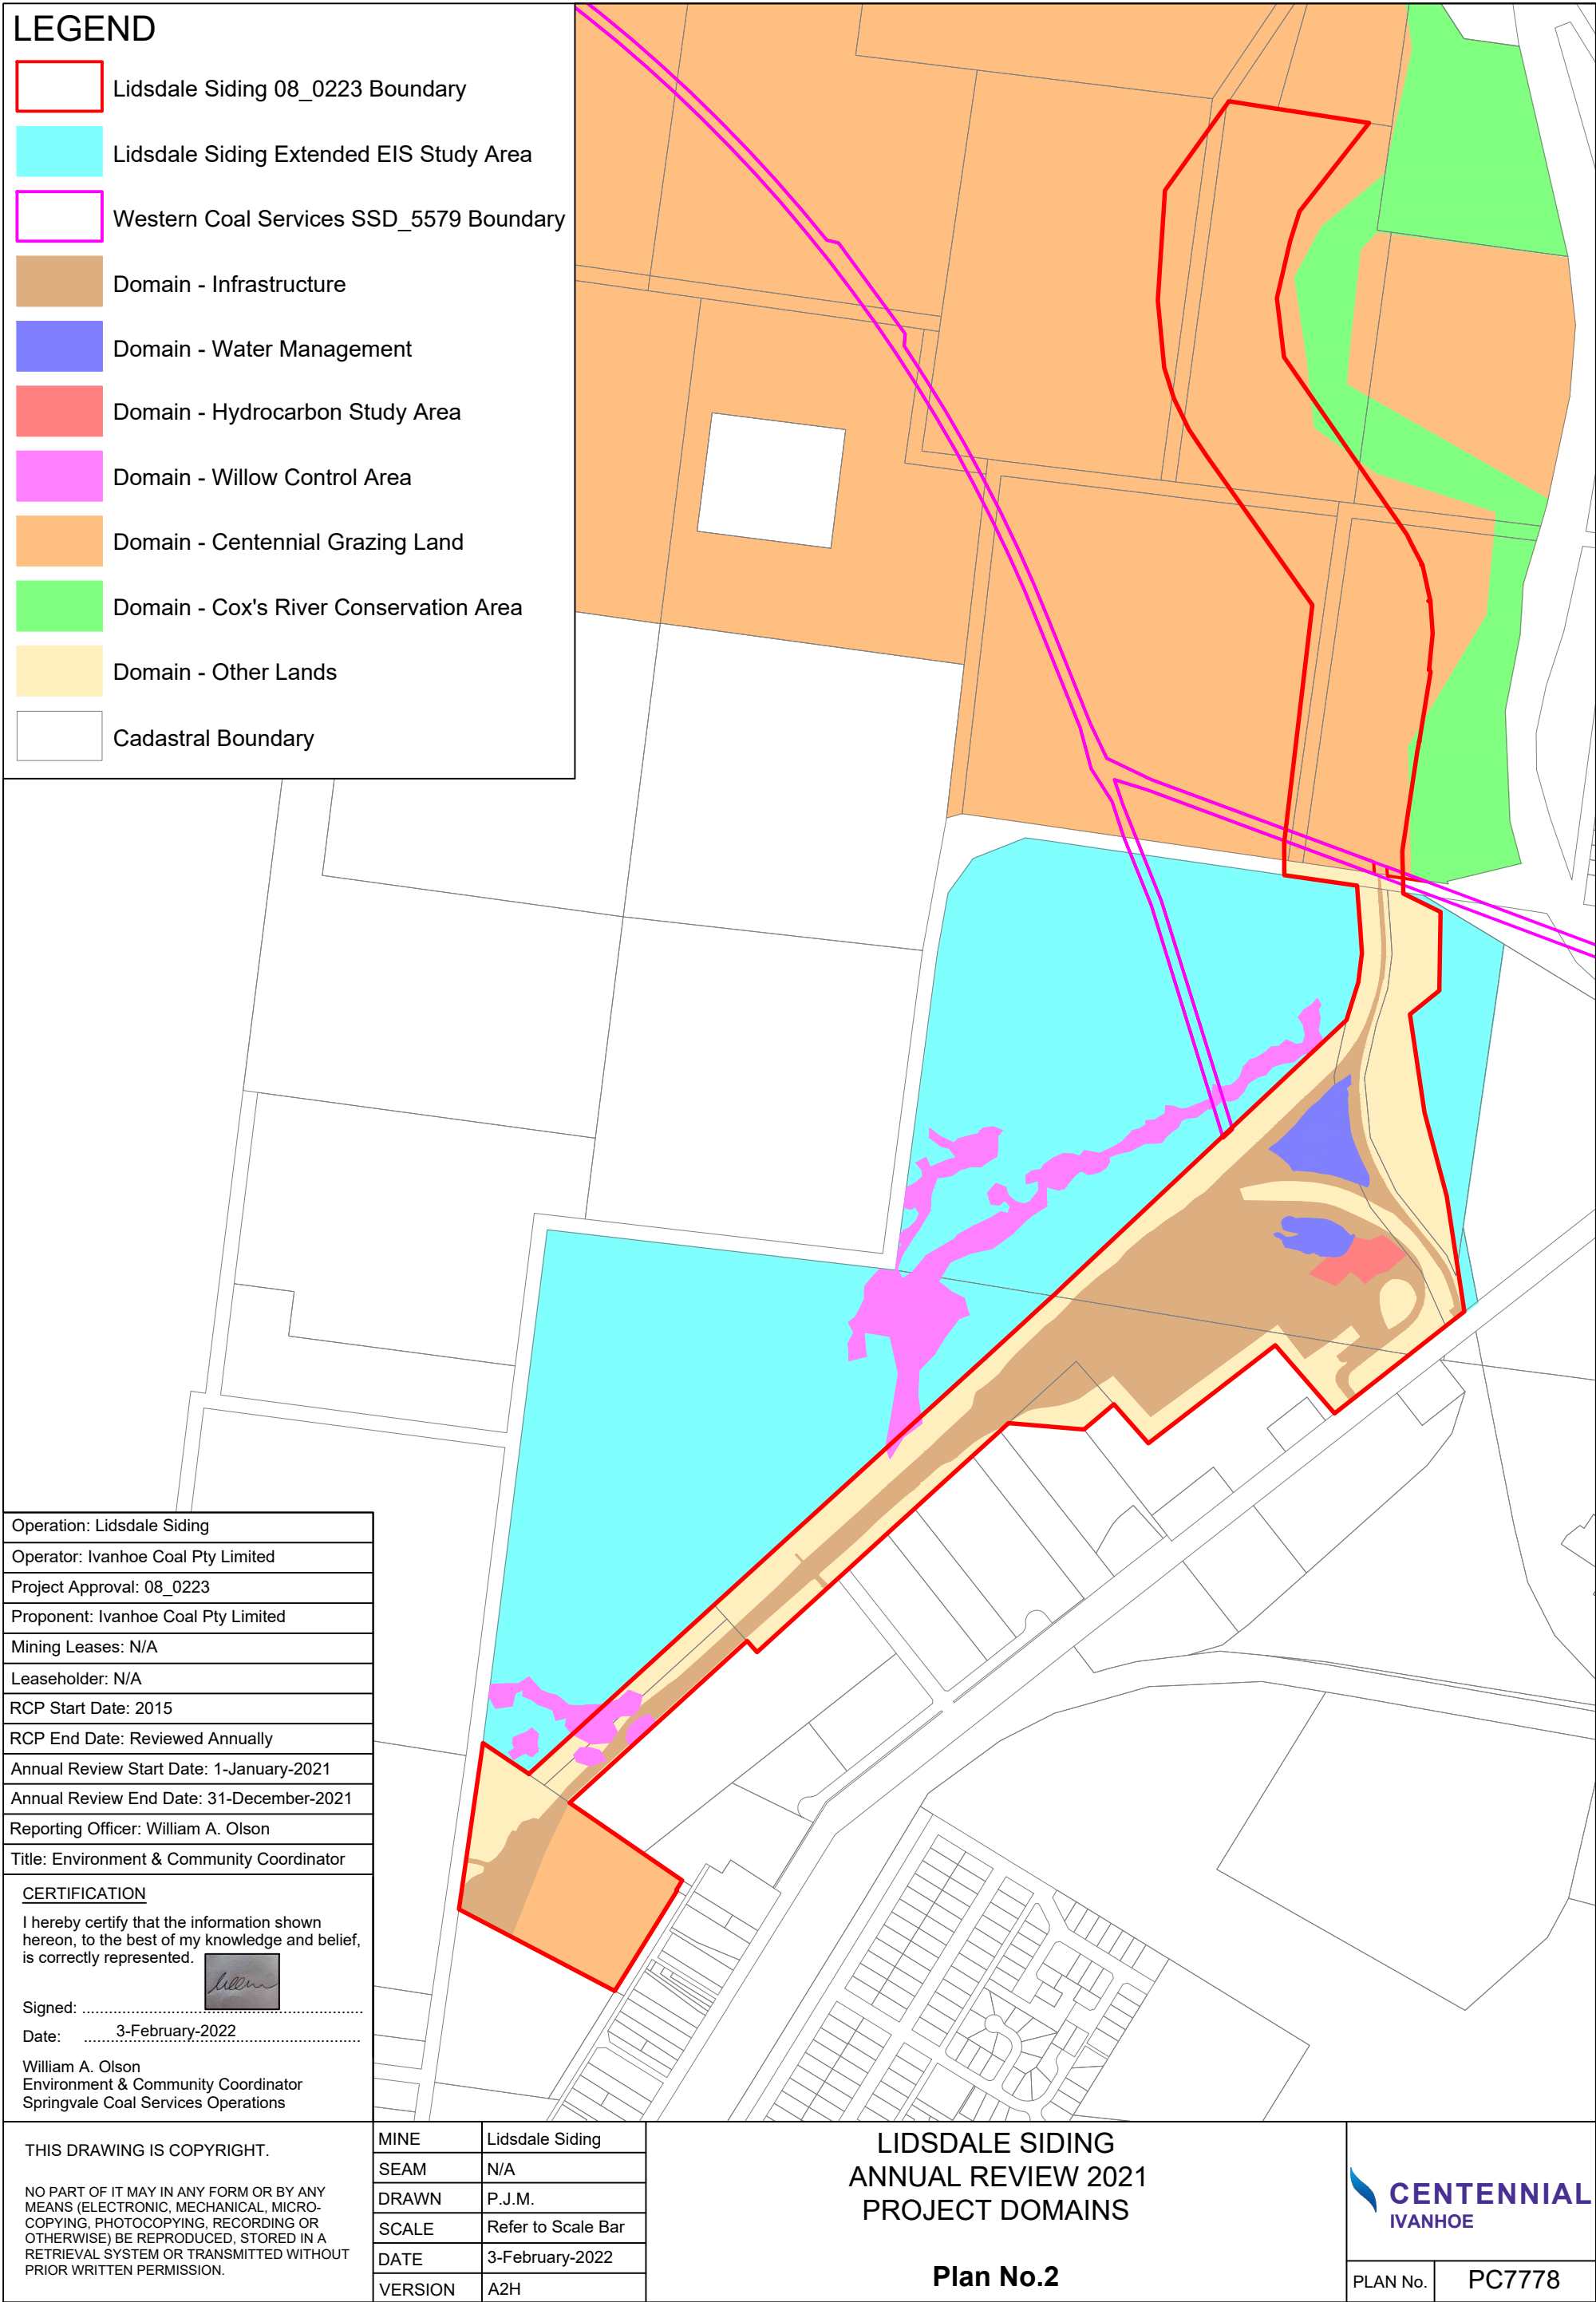 LEGEND
Lidsdale Siding 08_0223 Boundary
Lidsdale Siding Extended EIS Study Area
Western Coal Services SSD_5579 Boundary
Domain - Infrastructure
Domain - Water Management
Domain - Hydrocarbon Study Area
Domain - Willow Control Area
Domain - Centennial Grazing Land
Domain - Cox's River Conservation Area
Domain - Other Lands
Cadastral Boundary
Operation: Lidsdale Siding
Operator: Ivanhoe Coal Pty Limited
Project Approval: 08_0223
Proponent: Ivanhoe Coal Pty Limited
Mining Leases: N/A
Leaseholder: N/A
RCP Start Date: 2015
RCP End Date: Reviewed Annually
Annual Review Start Date: 1-January-2021
Annual Review End Date: 31-December-2021
Reporting Officer: William A. Olson
Title: Environment & Community Coordinator
CERTIFICATION
I hereby certify that the information shown
hereon, to the best of my knowledge and belief,
is correctly represented.
Signed:
Date: 3-February-2022
William A. Olson
Environment & Community Coordinator
Springvale Coal Services Operations
THIS DRAWING IS COPYRIGHT.
NO PART OF IT MAY IN ANY FORM OR BY ANY
MEANS (ELECTRONIC, MECHANICAL, MICRO-
COPYING, PHOTOCOPYING, RECORDING OR
OTHERWISE) BE REPRODUCED, STORED IN A
RETRIEVAL SYSTEM OR TRANSMITTED WITHOUT
PRIOR WRITTEN PERMISSION.
MINE Lidsdale Siding
SEAM N/A
DRAWN P.J.M.
SCALE Refer to Scale Bar
DATE 3-February-2022
VERSION A2H
LIDSDALE SIDING
ANNUAL REVIEW 2021
PROJECT DOMAINS
Plan No.2
CENTENNIAL
IVANHOE
PLAN No. PC7778